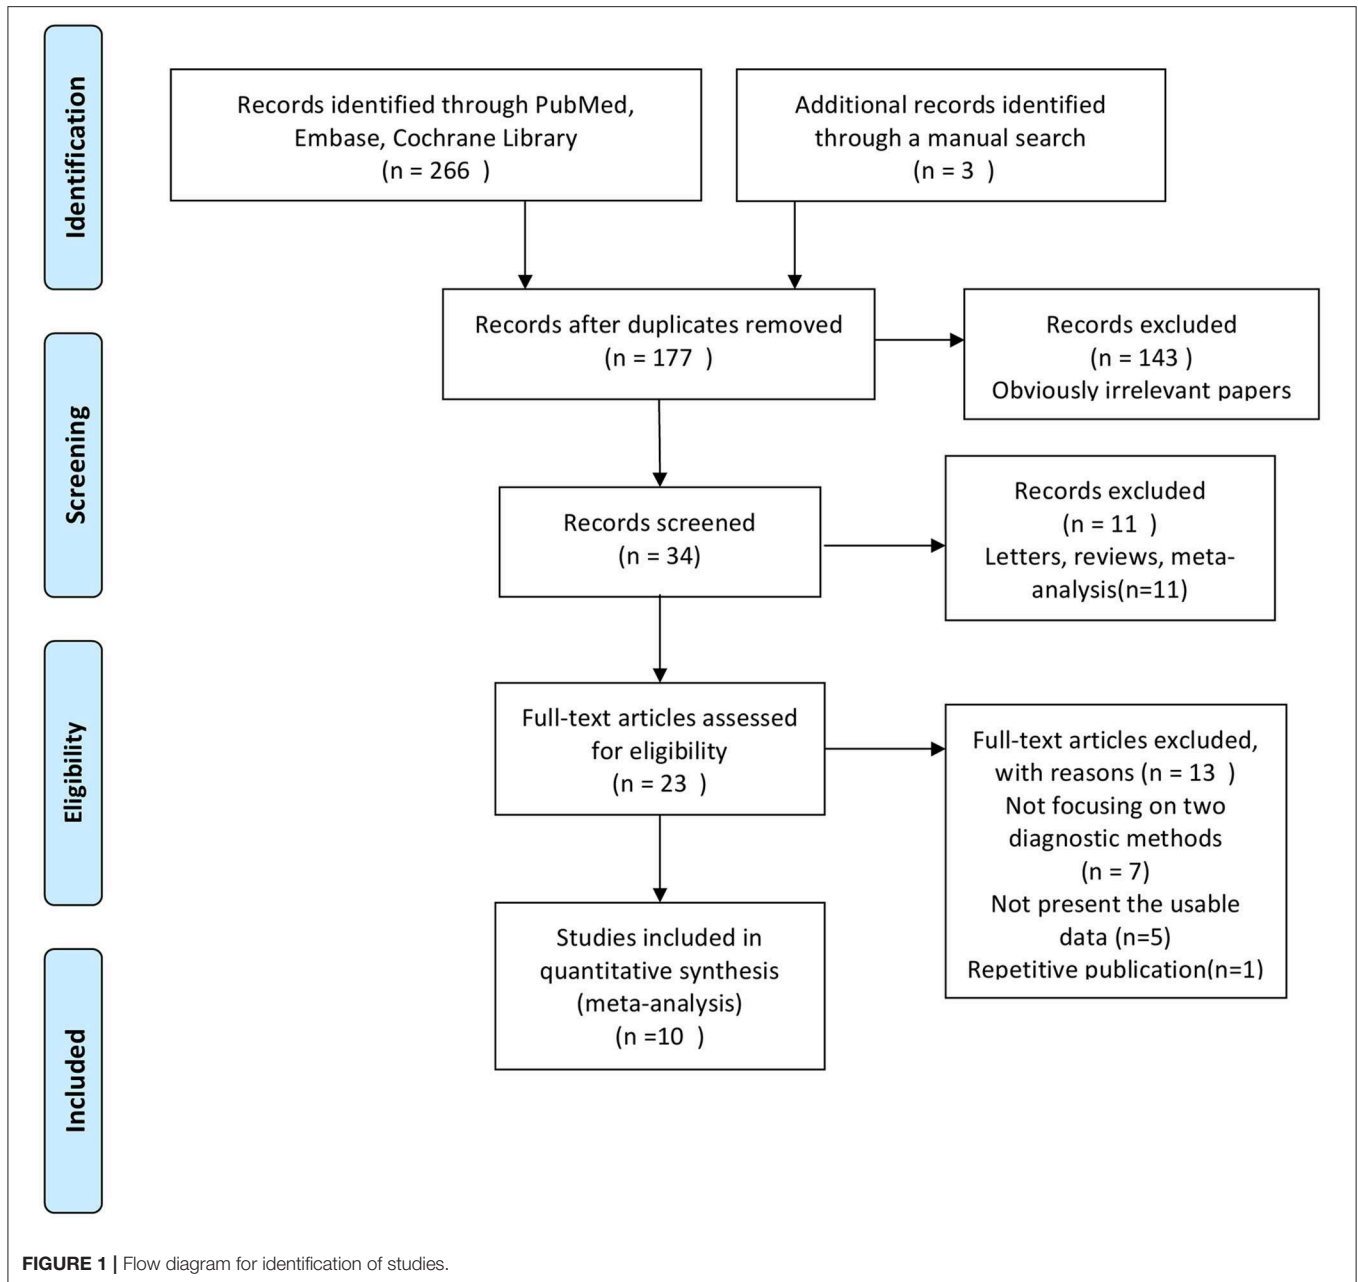 Identification
Records identified through PubMed,
Embase, Cochrane Library
(n = 266 )
Additional records identified
through a manual search
(n = 3 )
Records after duplicates removed
(n = 177 )
Records excluded
(n = 143 )
Obviously irrelevant papers
Screening
Records screened
(n = 34)
Records excluded
(n = 11 )
Letters, reviews, meta-
analysis(n=11)
Eligibility
Full-text articles assessed
for eligibility
(n = 23 )
Full-text articles excluded,
with reasons (n = 13 )
Not focusing on two
diagnostic methods
(n = 7)
Not present the usable
data (n=5)
Repetitive publication(n=1)
Included
Studies included in
quantitative synthesis
(meta-analysis)
(n =10 )
FIGURE 1 | Flow diagram for identification of studies.